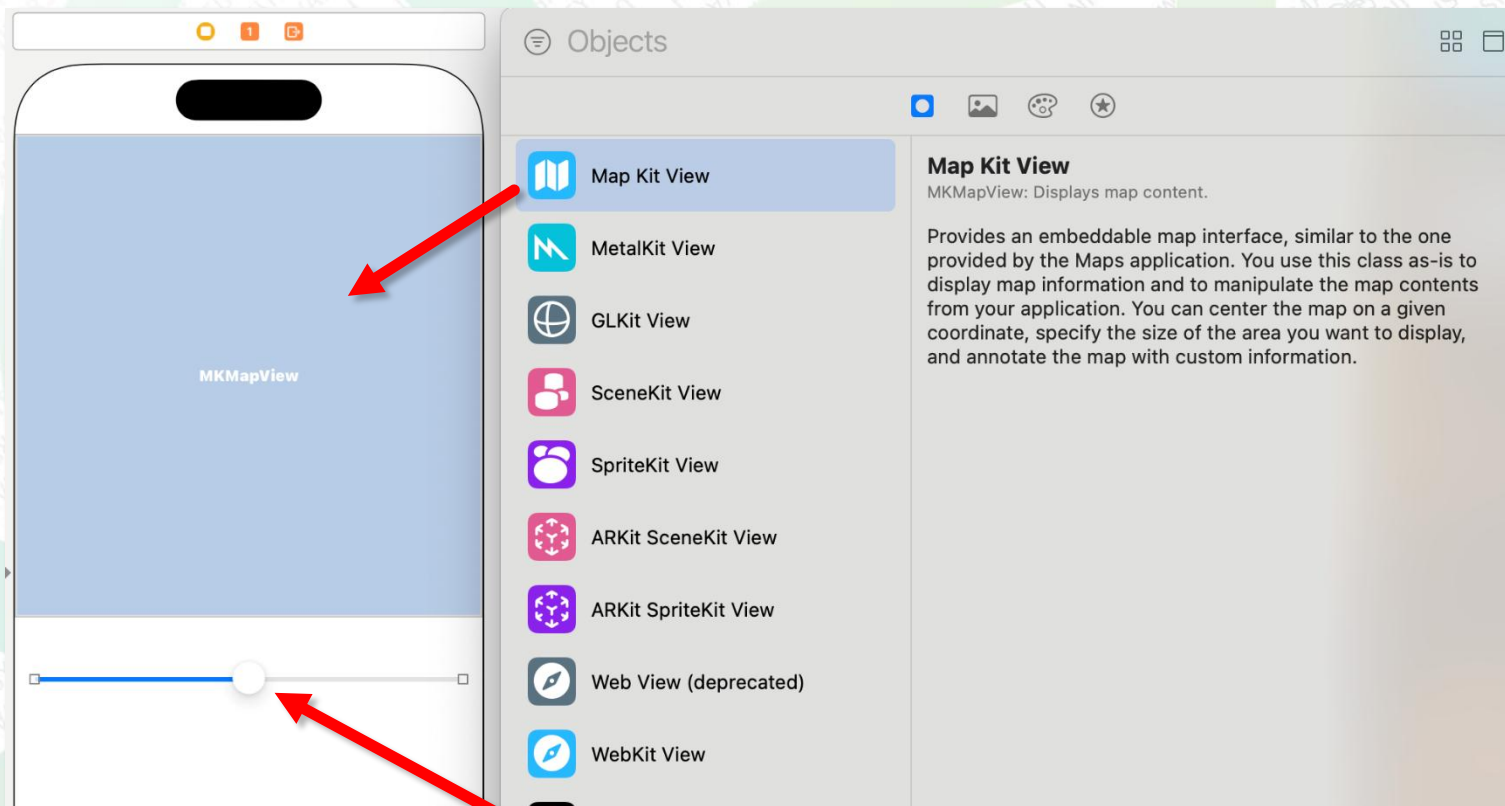 1
Objects
Map Kit View
MetalKit View
GLKit View
SceneKit View
SpriteKit View
ARKit SceneKit View
ARKit SpriteKit View
Web View (deprecated)
WebKit View
Map Kit View
MKMapView: Displays map content.
Provides an embeddable map interface, similar to the one
provided by the Maps application. You use this class as-is to
display map information and to manipulate the map contents
from your application. You can center the map on a given
coordinate, specify the size of the area you want to display,
and annotate the map with custom information.
MKMapView